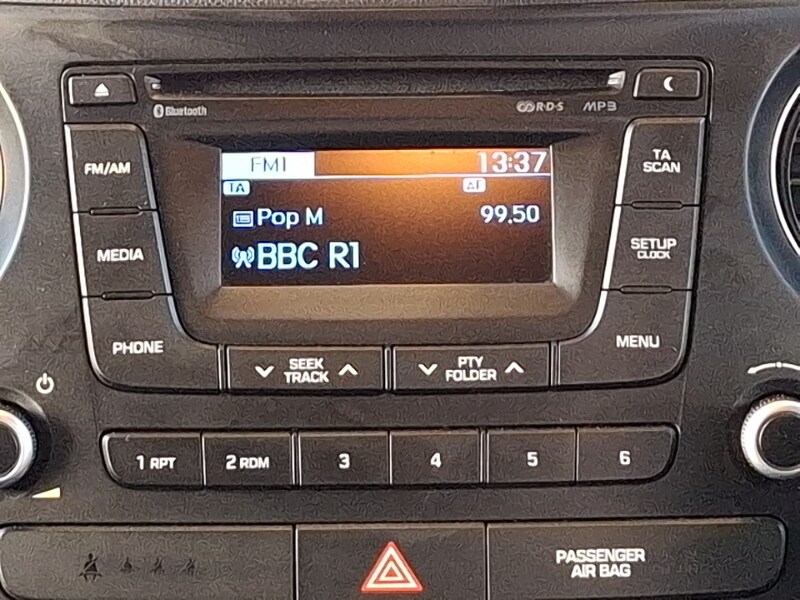 Bluetooth
R·D·S
MP3
FM/AM
FM1
13:37
TA
SCAN
TA
AF
Pop M
99.50
MEDIA
BBC R1
SETUP
CLOCK
PHONE
SEEK
TRACK
PTY
FOLDER
MENU
1 RPT
2 RDM
3
4
5
6
PASSENGER
AIR BAG